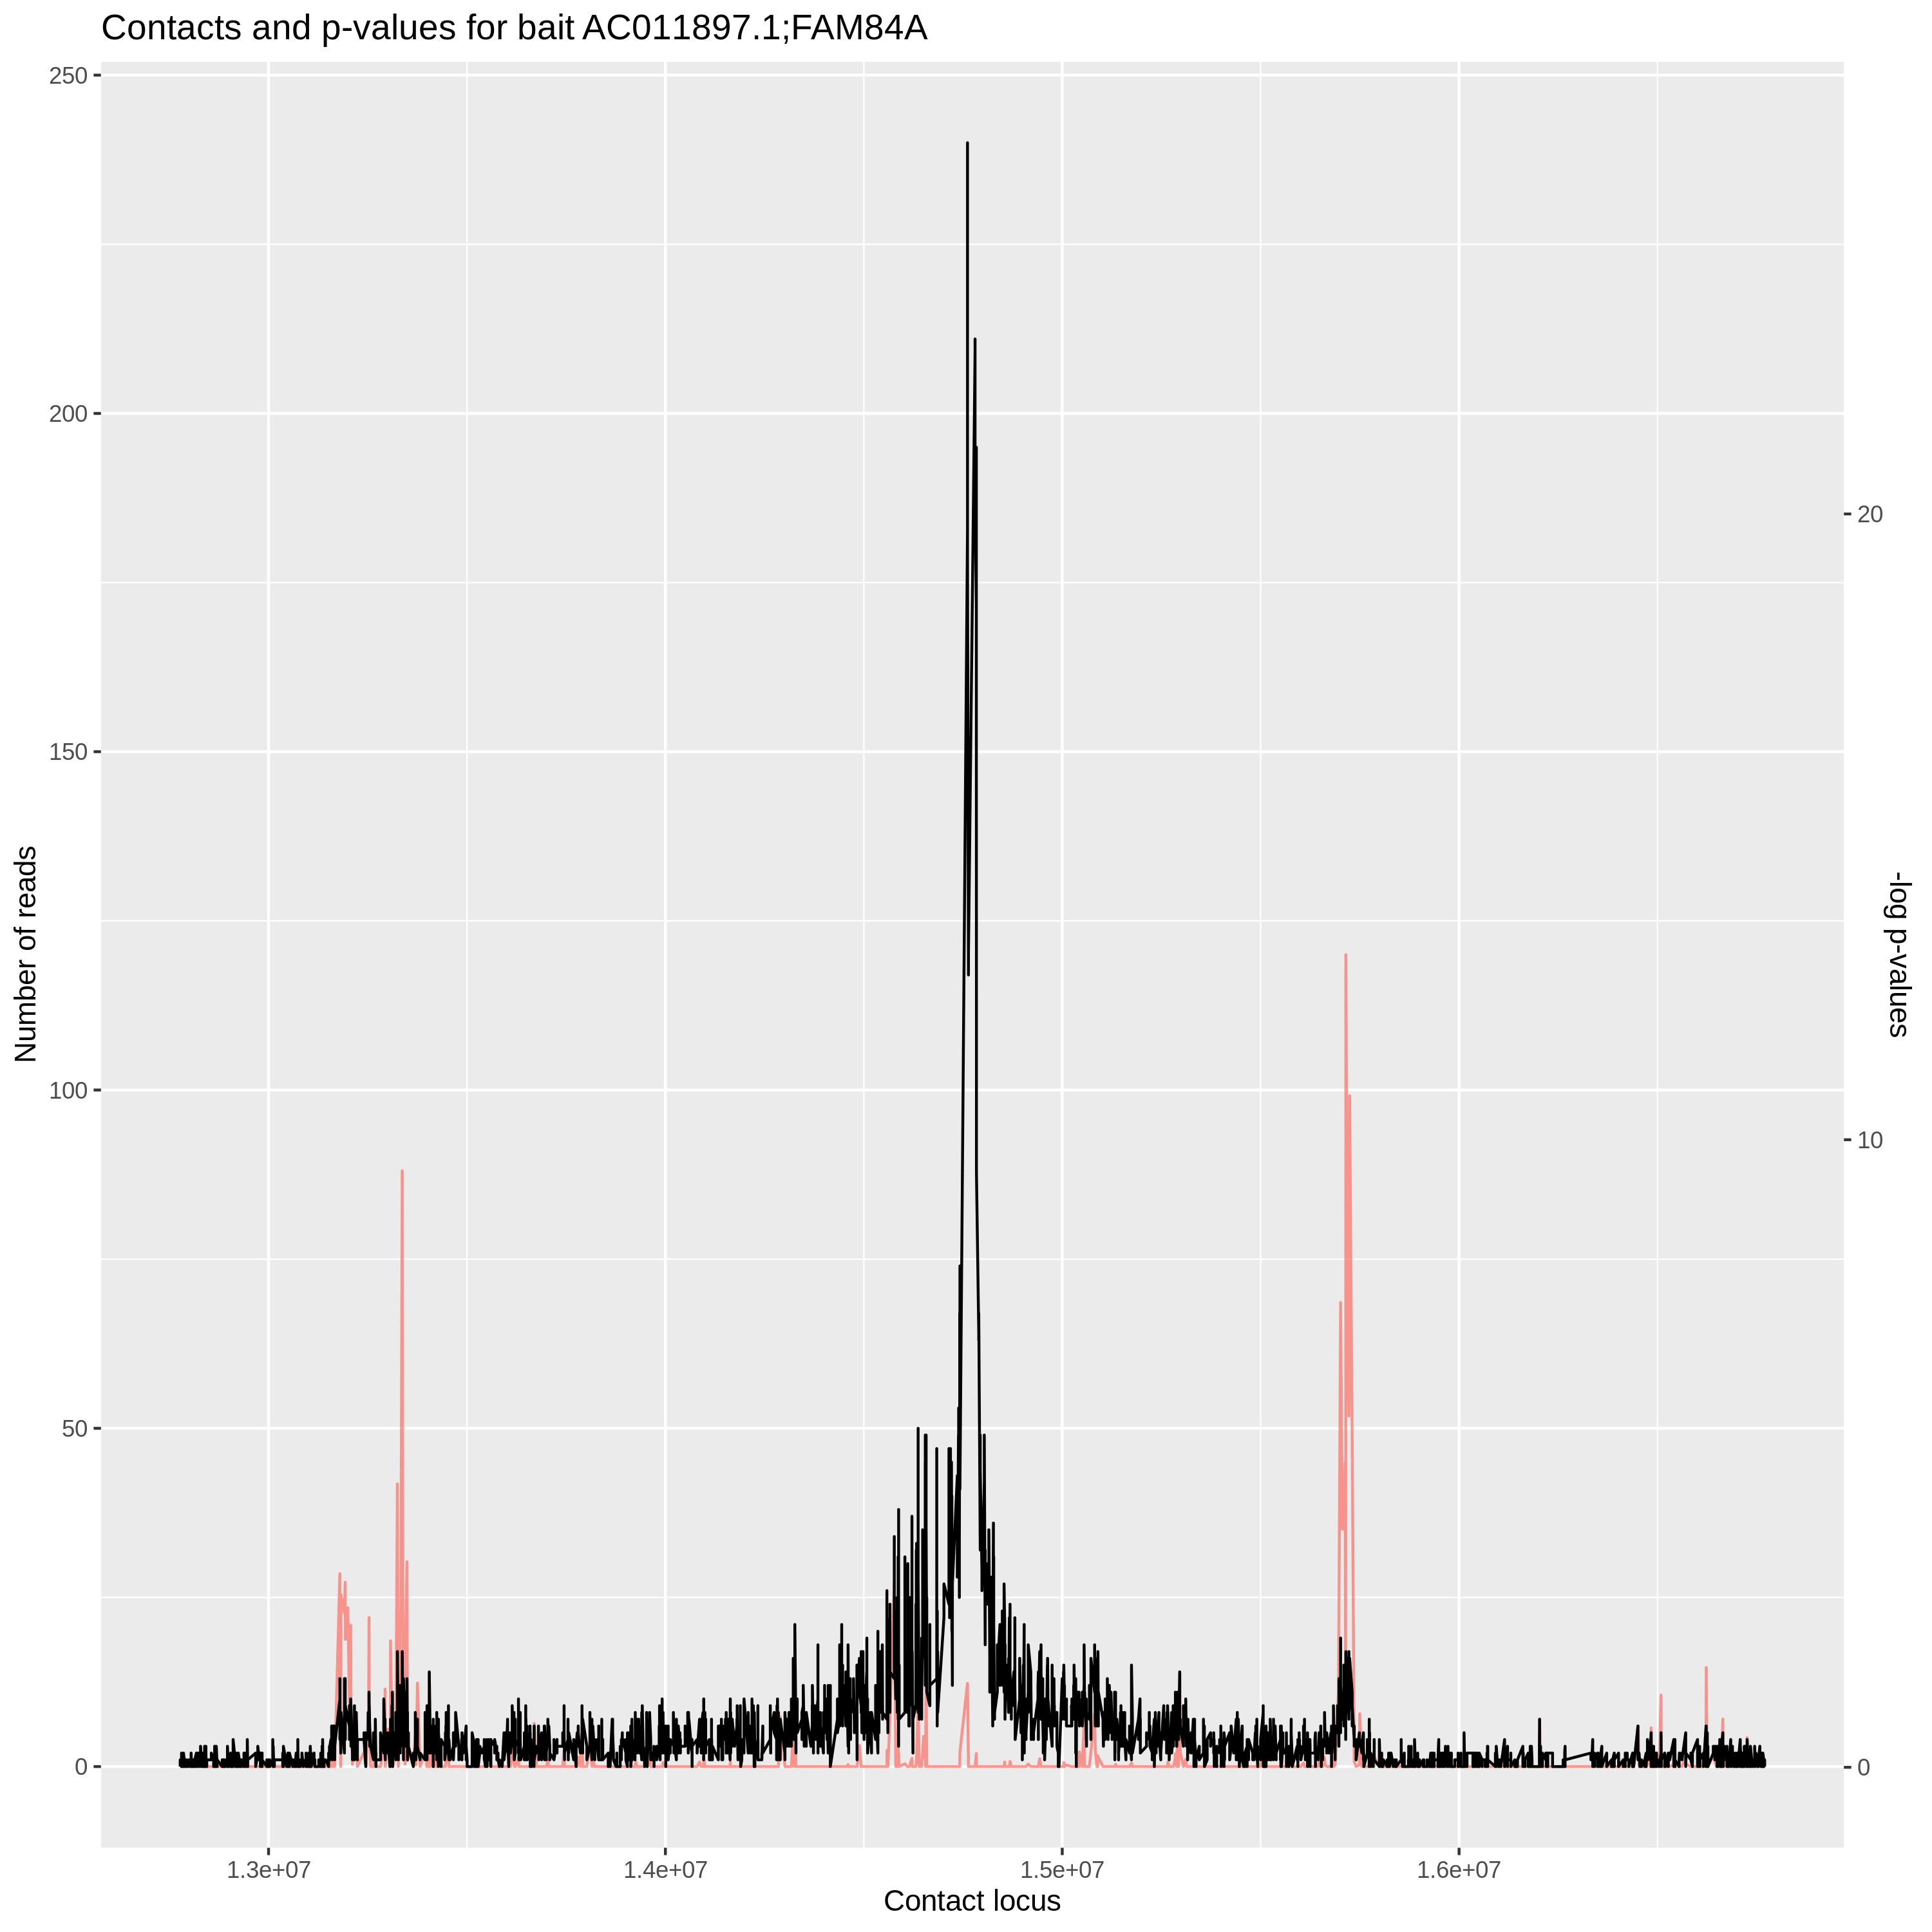 Contacts and p-values for bait AC011897.1;FAM84A
250
200
150
100
50
0
Number of reads
20
10
0
-log p-values
1.3e+07 1.4e+07 1.5e+07 1.6e+07
Contact locus